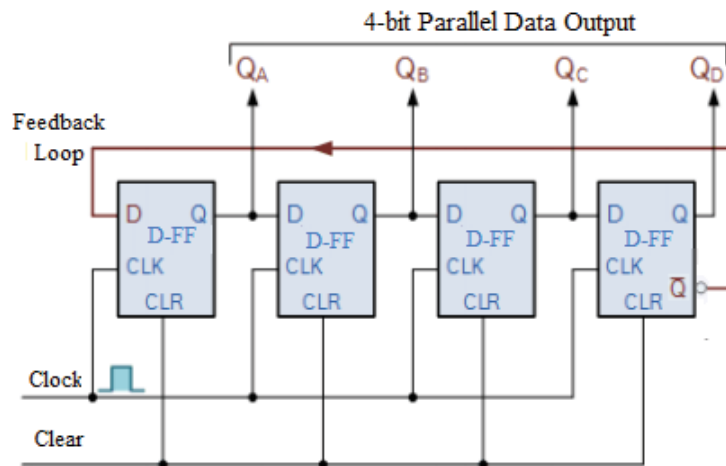 4-bit Parallel Data Output
QA QB QC QD
Feedback
Loop
D Q D Q D Q D Q
D-FF D-FF D-FF D-FF
CLK CLK CLK CLK
Q̅
CLR CLR CLR CLR
Clock
Clear